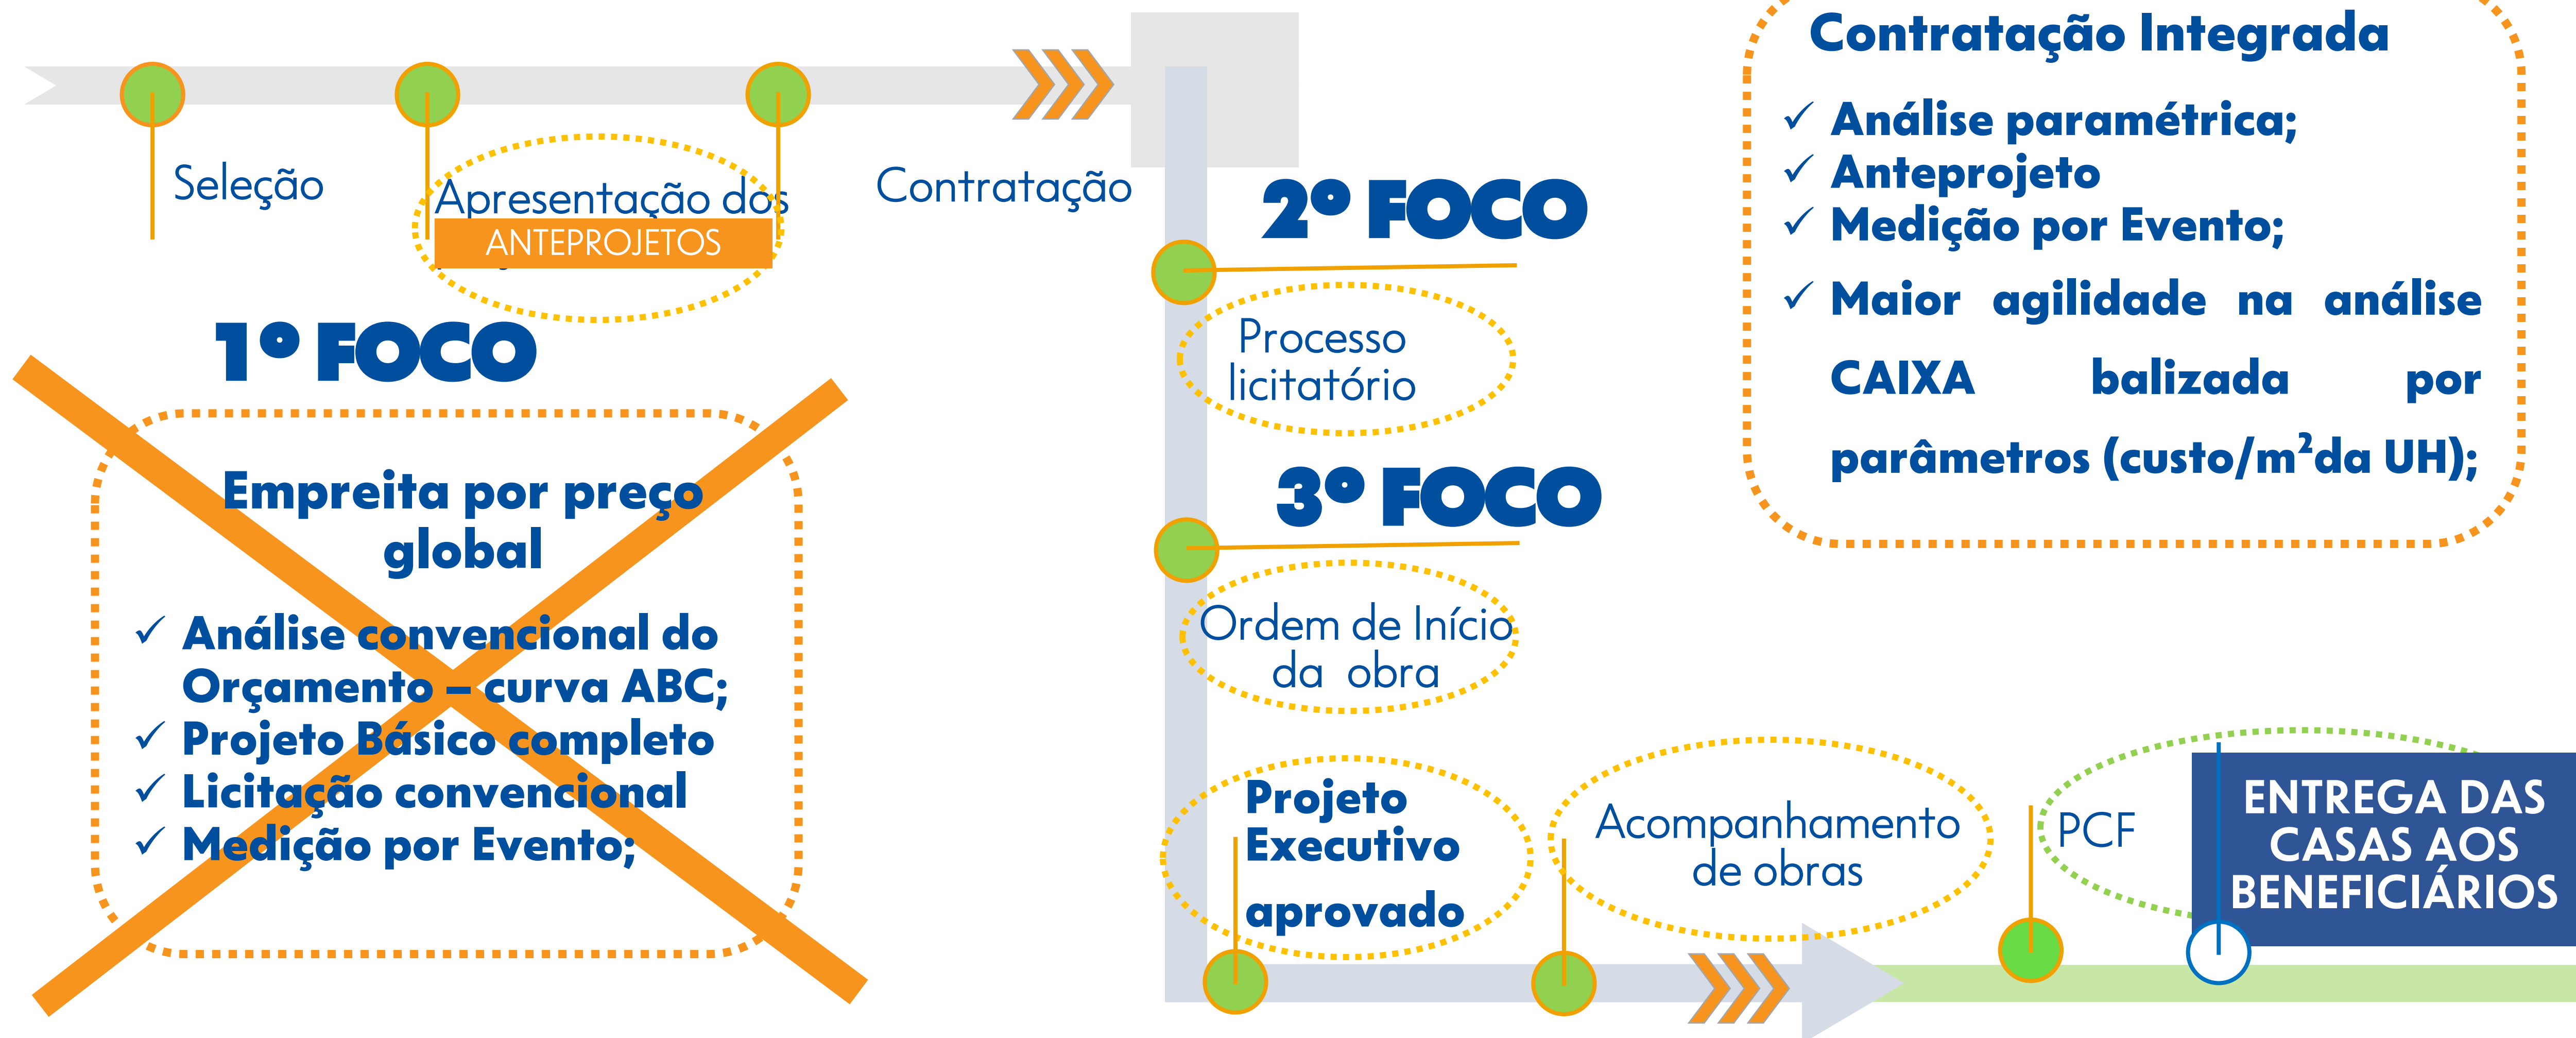 Seleção
Apresentação dos
ANTEPROJETOS
Contratação
1º FOCO
Empreita por preço
global
✓ Análise convencional do
Orçamento – curva ABC;
✓ Projeto Básico completo
✓ Licitação convencional
✓ Medição por Evento;
2º FOCO
Processo
licitatório
3º FOCO
Ordem de Início
da obra
Contratação Integrada
✓ Análise paramétrica;
✓ Anteprojeto
✓ Medição por Evento;
✓ Maior agilidade na análise
CAIXA balizada por
parâmetros (custo/m²da UH);
Projeto
Executivo
aprovado
Acompanhamento
de obras
PCF
ENTREGA DAS
CASAS AOS
BENEFICIÁRIOS